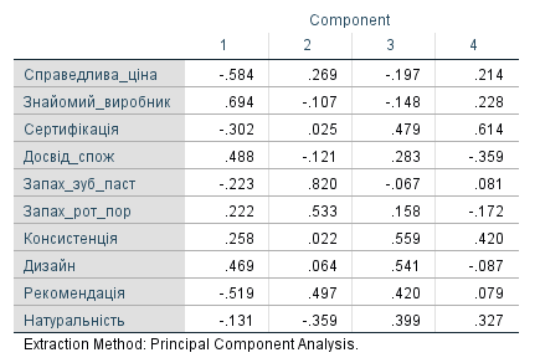 Component
1 2 3 4
Справедлива_ціна -.584 .269 -.197 .214
Знайомий_виробник .694 -.107 -.148 .228
Сертифікація -.302 .025 .479 .614
Досвід_спож .488 -.121 .283 -.359
Запах_зуб_паст -.223 .820 -.067 .081
Запах_рот_пор .222 .533 .158 -.172
Консистенція .258 .022 .559 .420
Дизайн .469 .064 .541 -.087
Рекомендація -.519 .497 .420 .079
Натуральність -.131 -.359 .399 .327
Extraction Method: Principal Component Analysis.